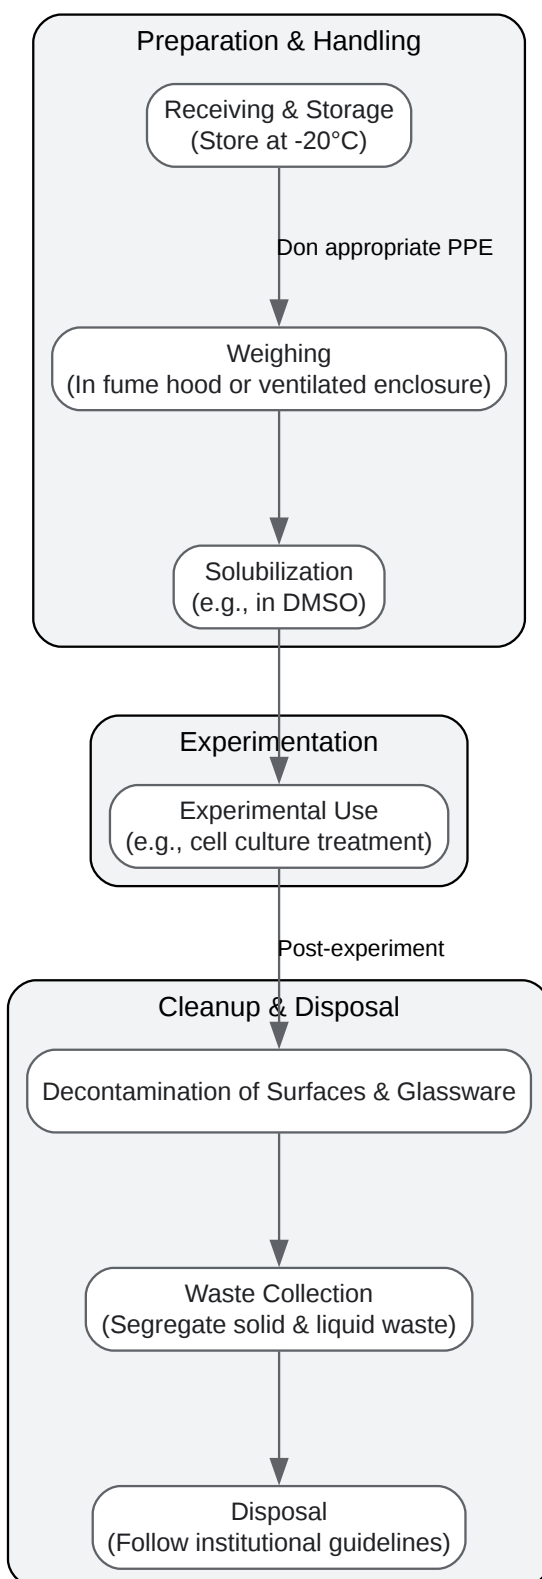 Preparation & Handling
Receiving & Storage
(Store at -20°C)
Don appropriate PPE
Weighing
(In fume hood or ventilated enclosure)
Solubilization
(e.g., in DMSO)
Experimentation
Experimental Use
(e.g., cell culture treatment)
Post-experiment
Cleanup & Disposal
Decontamination of Surfaces & Glassware
Waste Collection
(Segregate solid & liquid waste)
Disposal
(Follow institutional guidelines)